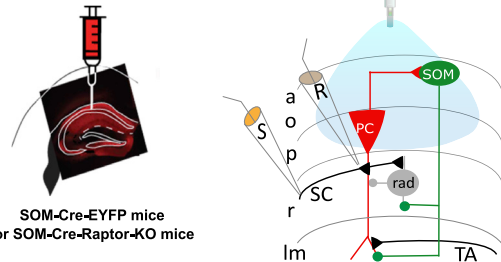 SOM-Cre-EYFP mice
or SOM-Cre-Raptor-KO mice
S
R
a
o
p
r
lm
PC
SOM
SC
rad
TA